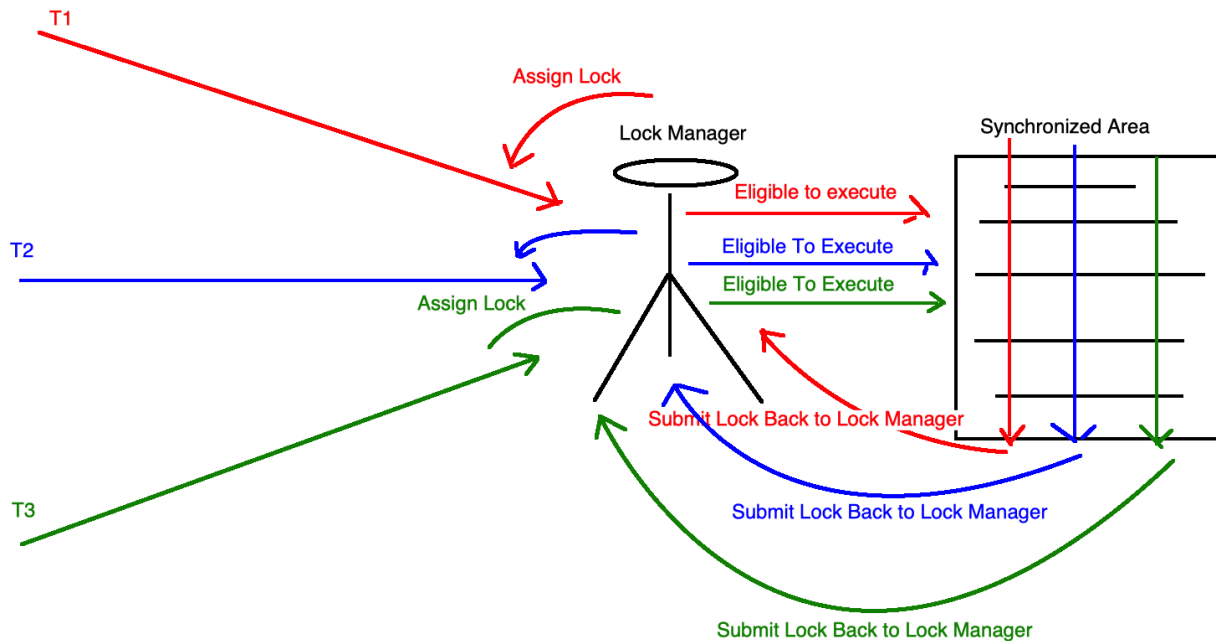 T1
Assign Lock
Lock Manager
Synchronized Area
Eligible to execute
T2
Eligible To Execute
Eligible To Execute
Assign Lock
Submit Lock Back to Lock Manager
T3
Submit Lock Back to Lock Manager
Submit Lock Back to Lock Manager